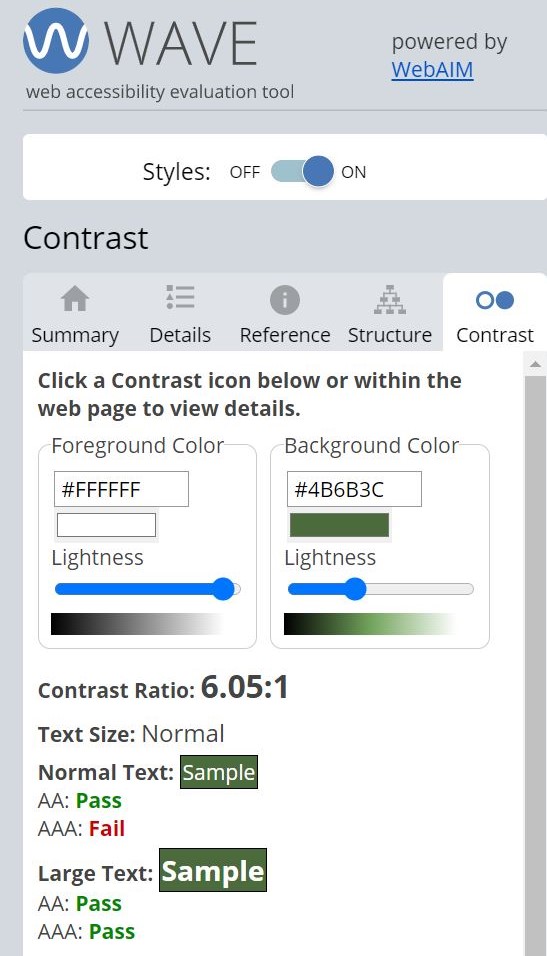 WAVE
powered by
WebAIM
web accessibility evaluation tool
Styles: OFF ON
Contrast
Summary Details Reference Structure Contrast
Click a Contrast icon below or within the
web page to view details.
Foreground Color Background Color
#FFFFFF #4B6B3C
Lightness Lightness
Contrast Ratio: 6.05:1
Text Size: Normal
Normal Text: Sample
AA: Pass
AAA: Fail
Large Text: Sample
AA: Pass
AAA: Pass